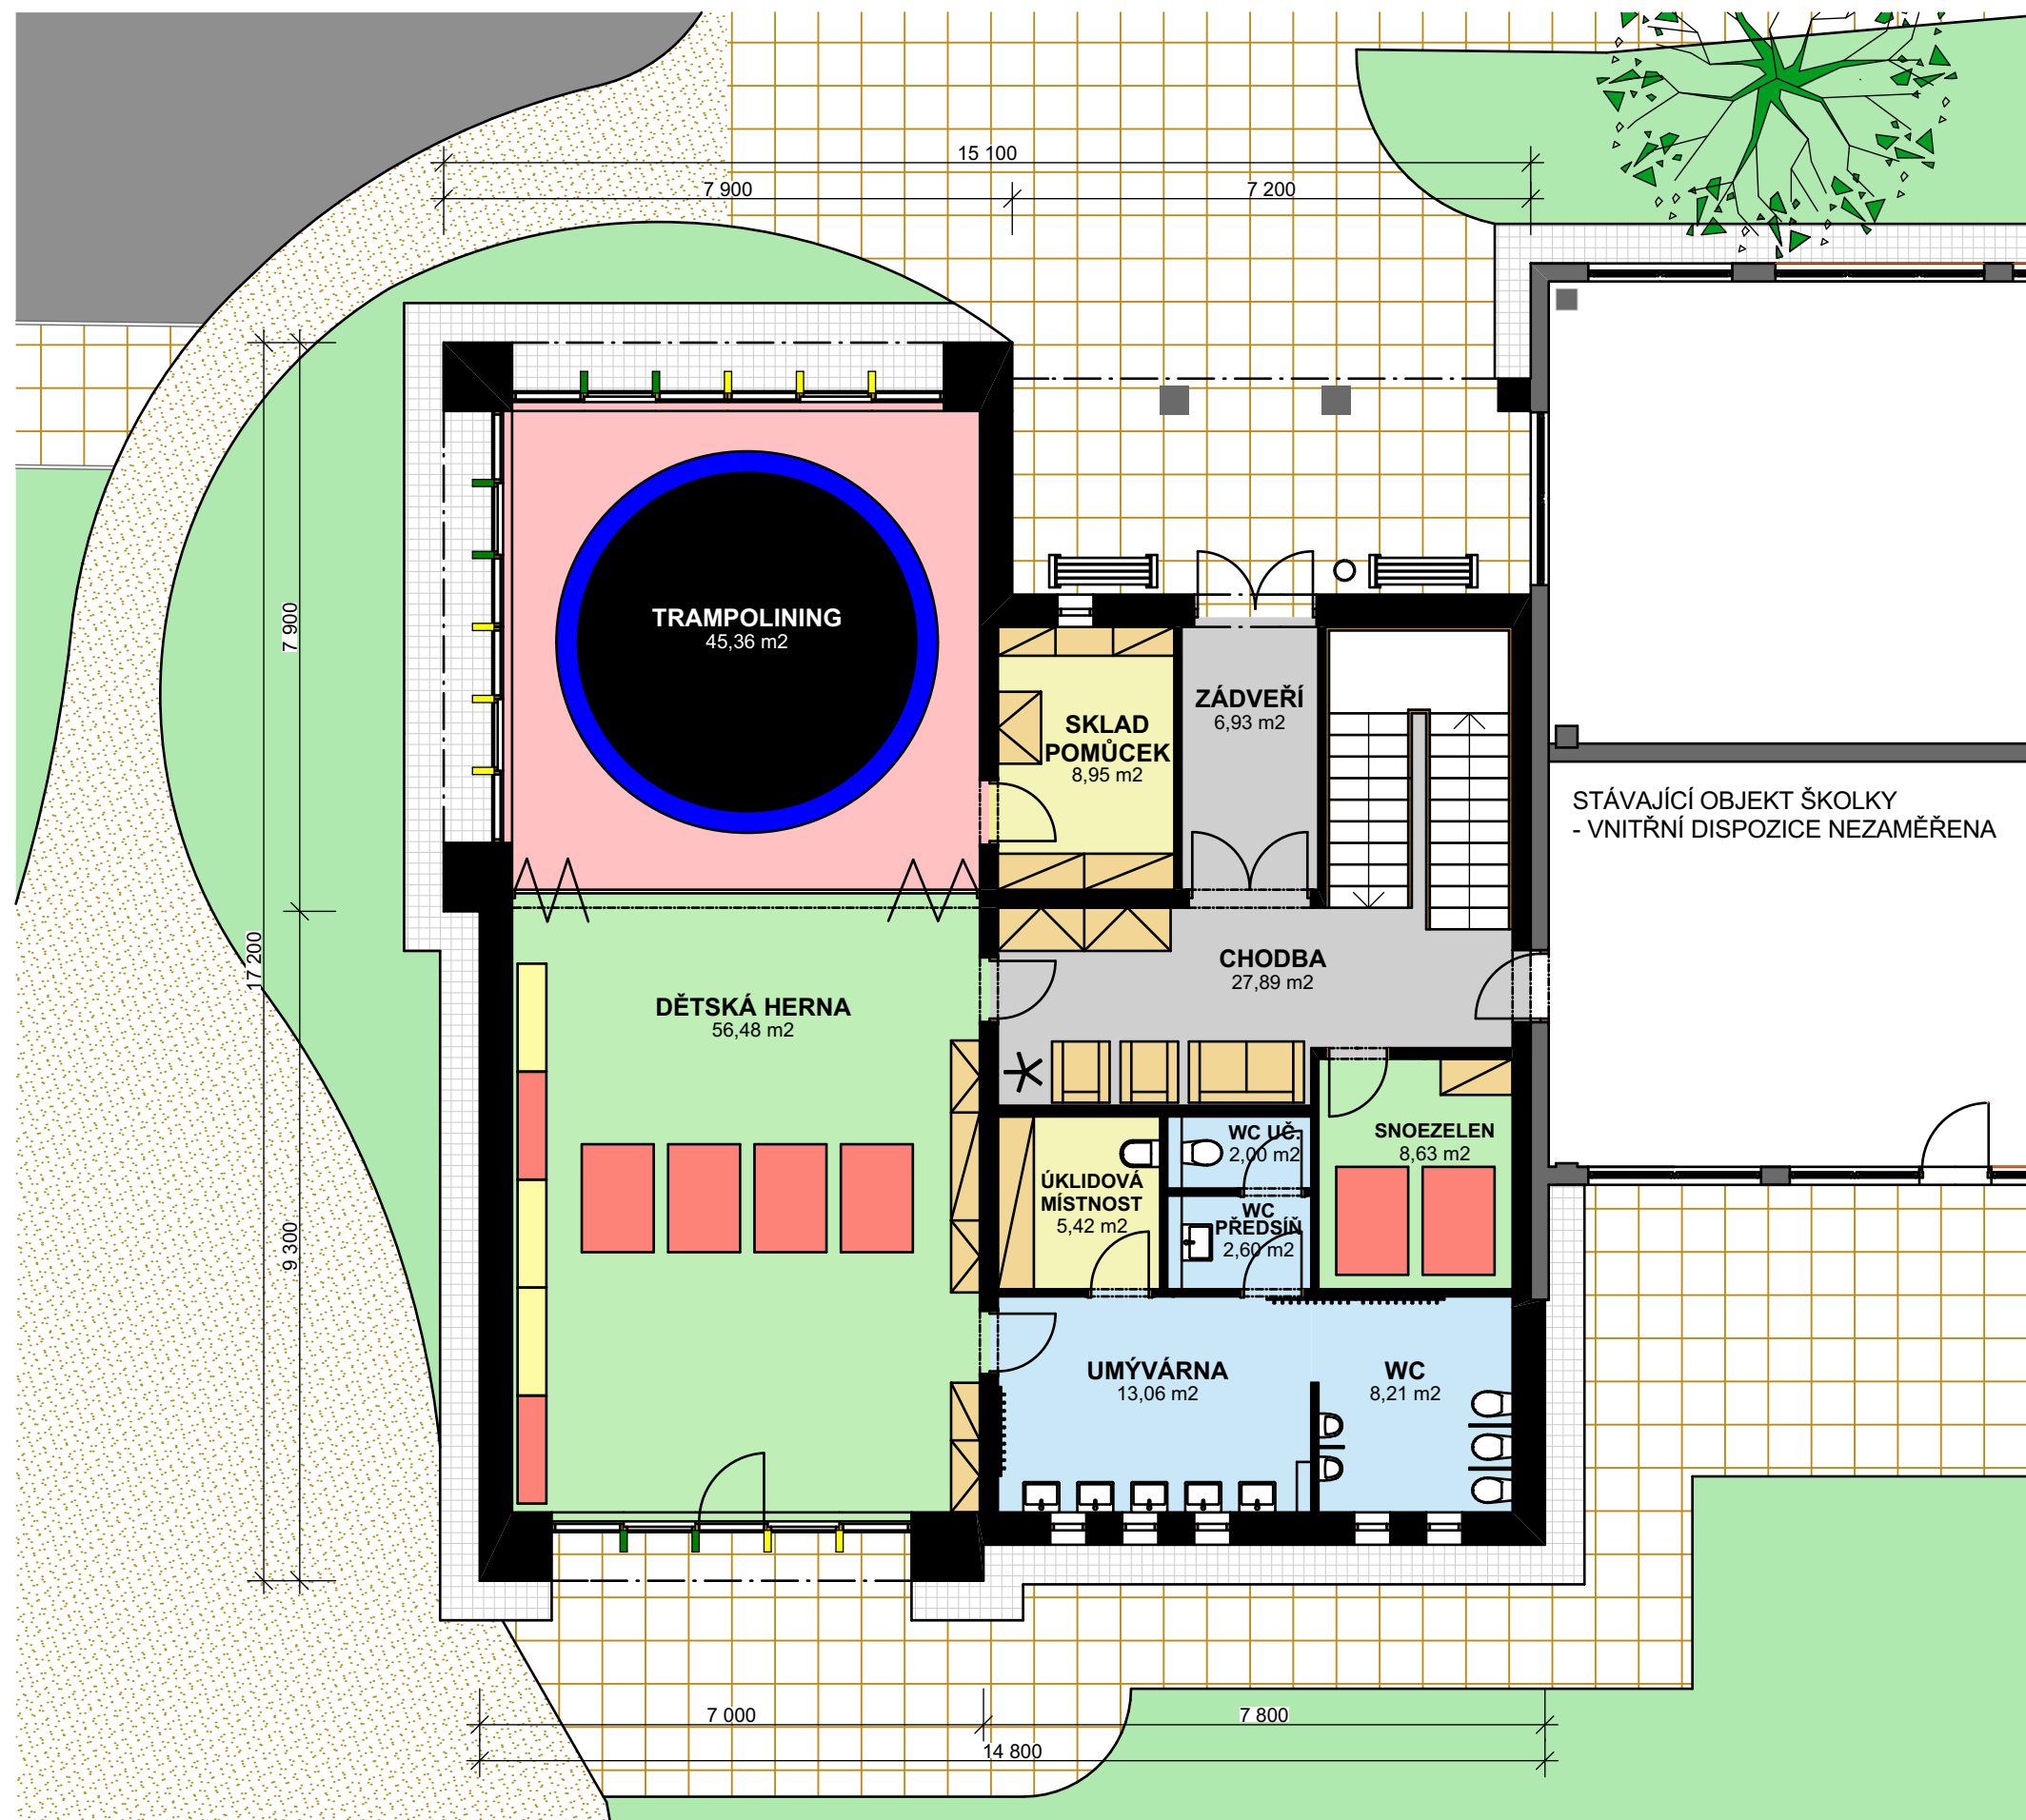 15 100
7 900
7 200
7 900
17 200
9 300
TRAMPOLINING
45,36 m2
SKLAD
POMŮCEK
8,95 m2
ZÁDVEŘÍ
6,93 m2
STÁVAJÍCÍ OBJEKT ŠKOLKY
- VNITŘNÍ DISPOZICE NEZAMĚŘENA
CHODBA
27,89 m2
DĚTSKÁ HERNA
56,48 m2
WC UČ.
2,00 m2
SNOEZELEN
8,63 m2
ÚKLIDOVÁ
MÍSTNOST
5,42 m2
WC
PŘEDSÍŇ
2,60 m2
UMÝVÁRNA
13,06 m2
WC
8,21 m2
7 000
7 800
14 800